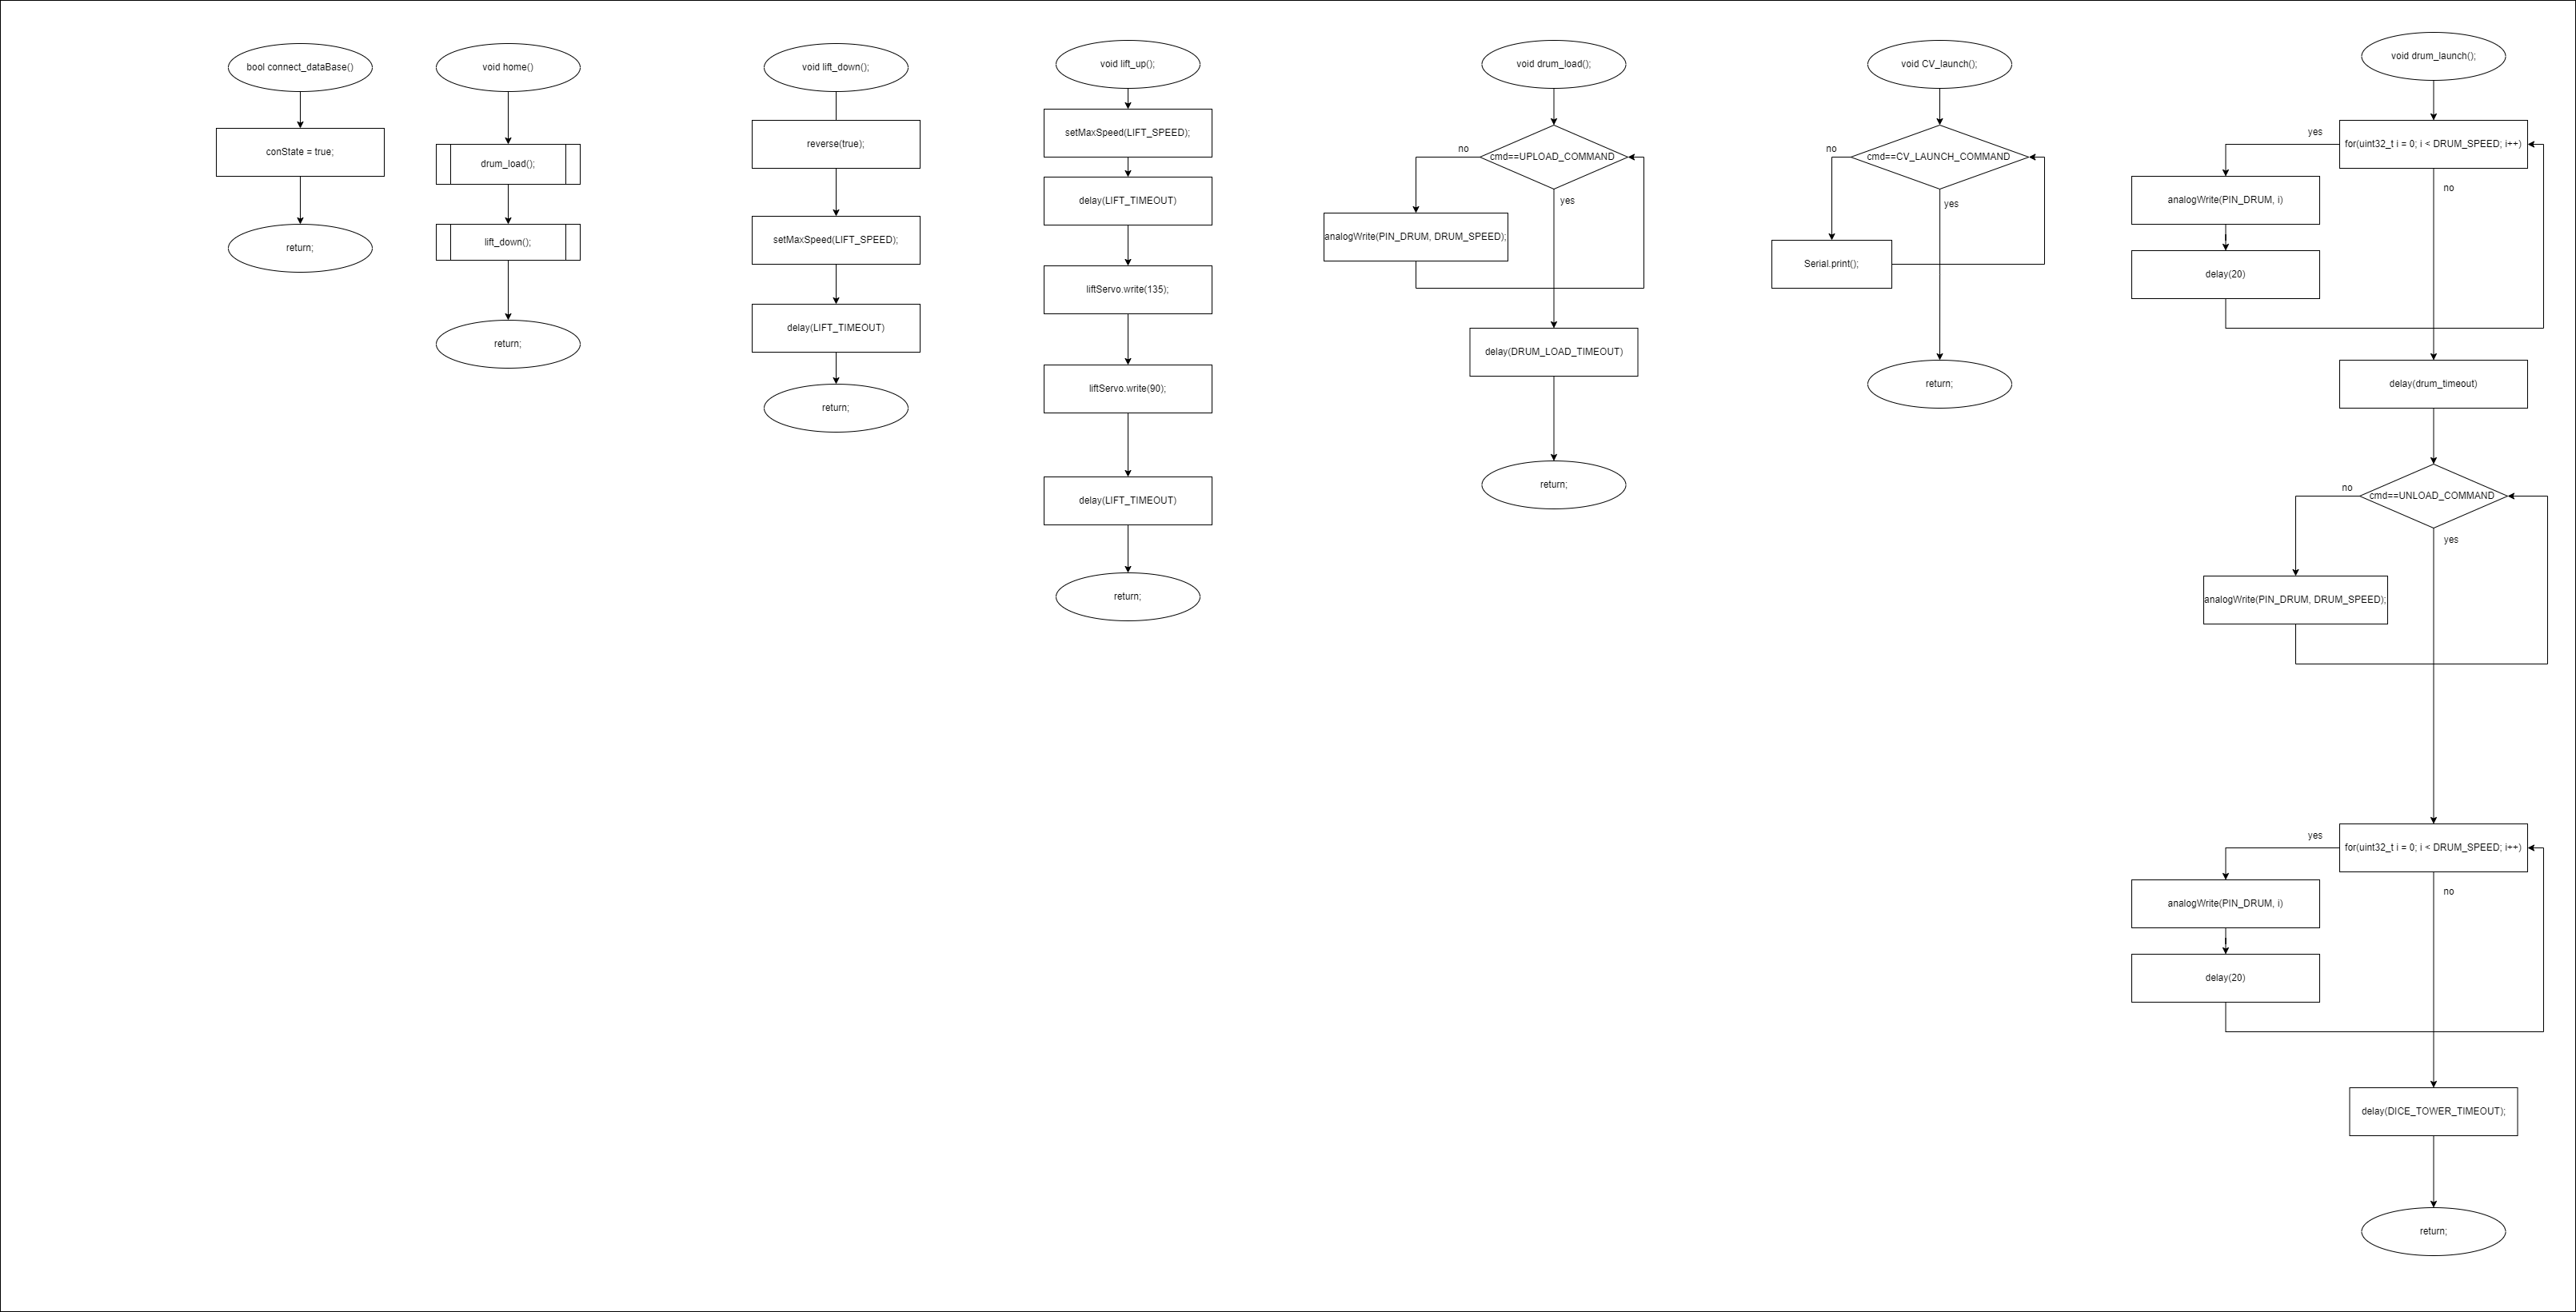 bool connect_dataBase()
conState = true;
return;
void home()
drum_load();
lift_down();
return;
void lift_down();
reverse(true);
setMaxSpeed(LIFT_SPEED);
delay(LIFT_TIMEOUT)
return;
void lift_up();
setMaxSpeed(LIFT_SPEED);
delay(LIFT_TIMEOUT)
liftServo.write(135);
liftServo.write(90);
delay(LIFT_TIMEOUT)
return;
void drum_load();
cmd==UPLOAD_COMMAND
no
yes
analogWrite(PIN_DRUM, DRUM_SPEED);
delay(DRUM_LOAD_TIMEOUT)
return;
void CV_launch();
cmd==CV_LAUNCH_COMMAND
no
yes
Serial.print();
return;
void drum_launch();
for(uint32_t i = 0; i < DRUM_SPEED; i++)
yes
no
analogWrite(PIN_DRUM, i)
delay(20)
delay(drum_timeout)
cmd==UNLOAD_COMMAND
no
yes
analogWrite(PIN_DRUM, DRUM_SPEED);
for(uint32_t i = 0; i < DRUM_SPEED; i++)
yes
no
analogWrite(PIN_DRUM, i)
delay(20)
delay(DICE_TOWER_TIMEOUT);
return;